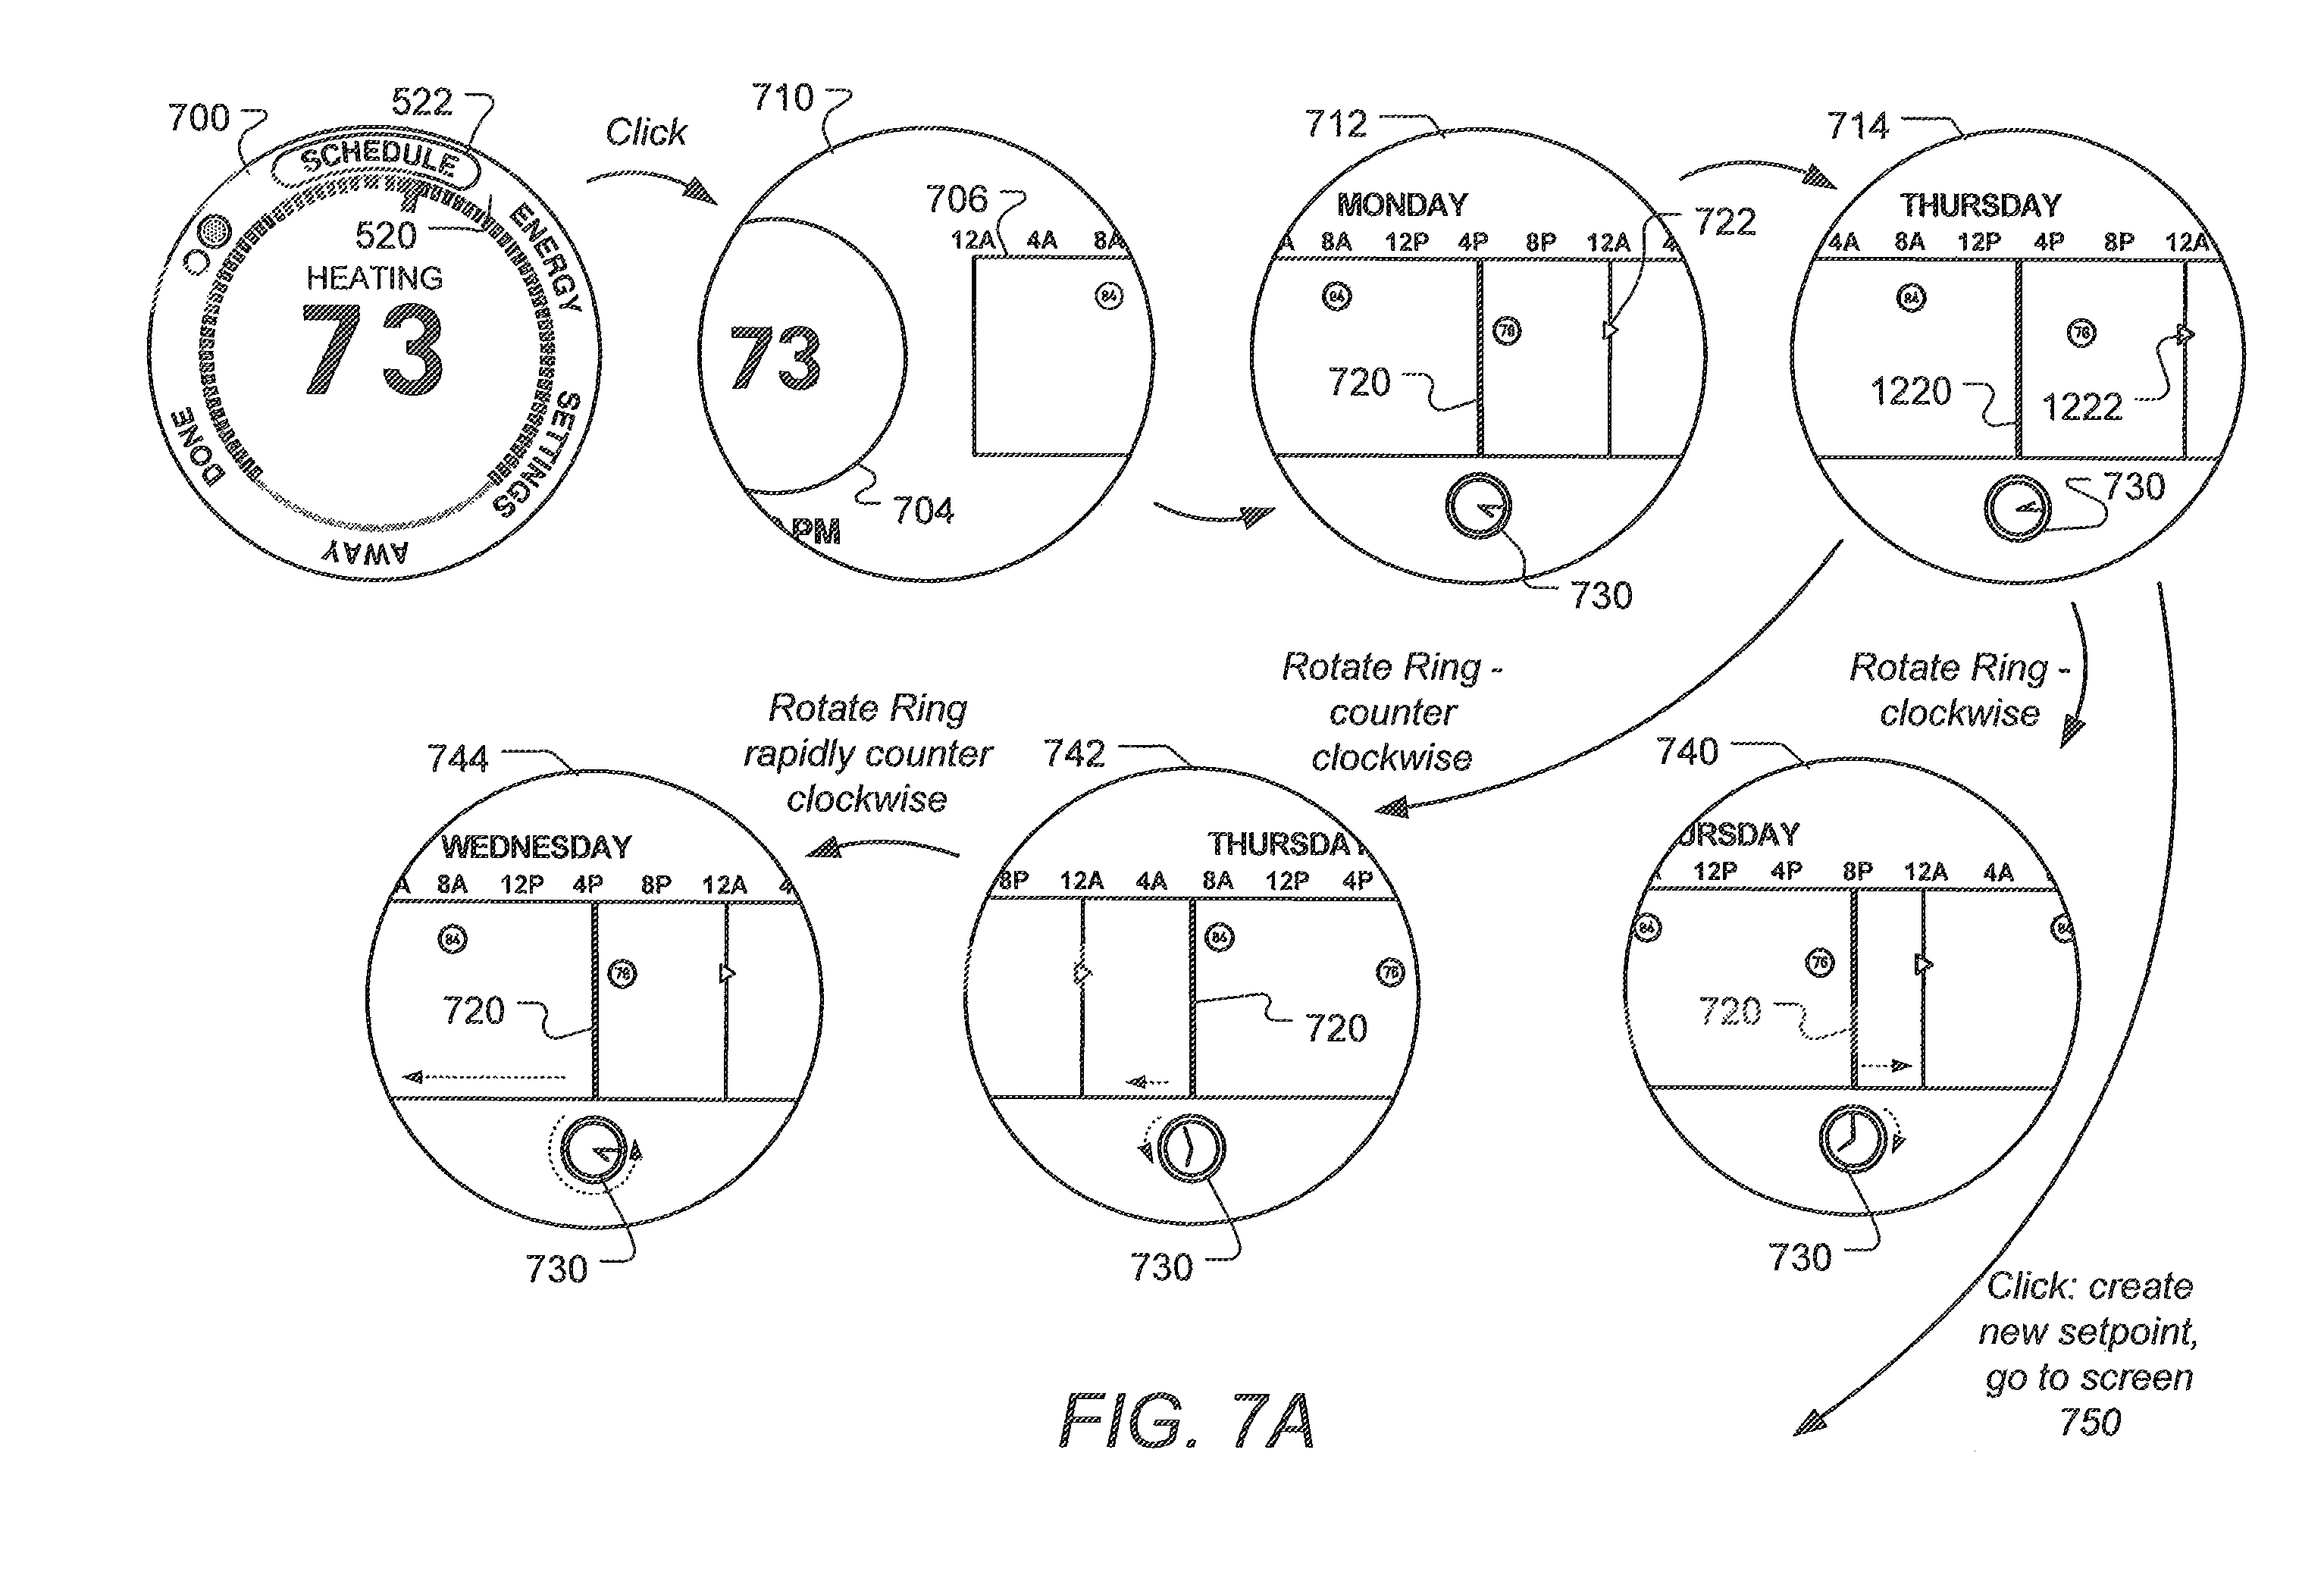 700
522
SCHEDULE
ENERGY
SETTINGS
AWAY
DONE
520
HEATING
73
Click
710
706
12A 4A 8A
84
73
704
PM
712
MONDAY
A 8A 12P 4P 8P 12A 4
722
84
76
720
730
714
THURSDAY
4A 8A 12P 4P 8P 12A
84
76
1220
1222
730
Rotate Ring -
counter
clockwise
Rotate Ring -
clockwise
Rotate Ring
rapidly counter
clockwise
744
WEDNESDAY
A 8A 12P 4P 8P 12A 4
84
76
720
730
742
THURSDAY
8P 12A 4A 8A 12P 4P
84
76
720
730
740
URSDAY
12P 4P 8P 12A 4A
84
76
84
720
730
Click: create
new setpoint,
go to screen
750
FIG. 7A